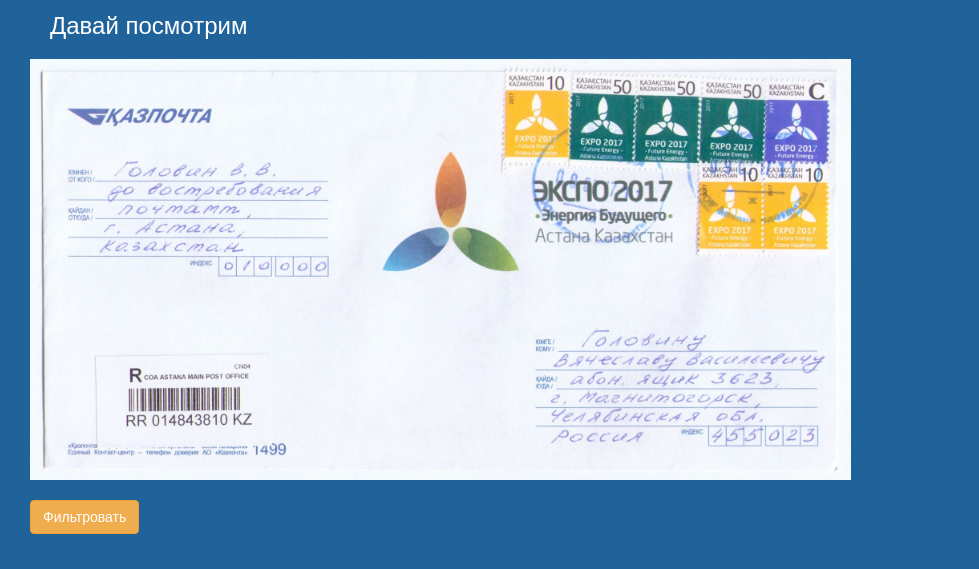 Давай посмотрим
ҚАЗПОЧТА
КІМНЕН /
ОТ КОГО /
Головин В. В.
до востребования
ҚАЙДАН /
ОТКУДА /
почтамт,
г. Астана,
Казахстан
ИНДЕКС
010000
ҚАЗАҚСТАН
KAZAKHSTAN
10
2017
EXPO 2017
- Future Energy -
Astana Kazakhstan
ҚАЗАҚСТАН
KAZAKHSTAN
50
2017
EXPO 2017
- Future Energy -
Astana Kazakhstan
ҚАЗАҚСТАН
KAZAKHSTAN
50
EXPO 2017
- Future Energy -
Astana Kazakhstan
ҚАЗАҚСТАН
KAZAKHSTAN
50
EXPO 2017
- Future Energy -
Astana Kazakhstan
ҚАЗАҚСТАН
KAZAKHSTAN
C
EXPO 2017
- Future Energy -
Astana Kazakhstan
ҚАЗАҚСТАН
KAZAKHSTAN
10
2017
EXPO 2017
- Future Energy -
Astana Kazakhstan
ҚАЗАҚСТАН
KAZAKHSTAN
10
2017
EXPO 2017
- Future Energy -
Astana Kazakhstan
ЭКСПО 2017
•Энергия Будущего•
Астана Казахстан
R COA ASTANA MAIN POST OFFICE
CN04
RR 014843810 KZ
«Қазпочта
Единый Контакт-центр – телефон доверия АО «Казпочта» 1499
КІМГЕ /
КОМУ /
Головину
Вячеславу Васильевичу
ҚАЙДА /
КУДА /
абон. ящик 3623,
г. Магнитогорск,
Челябинская обл.
Россия
ИНДЕКС
455023
Фильтровать